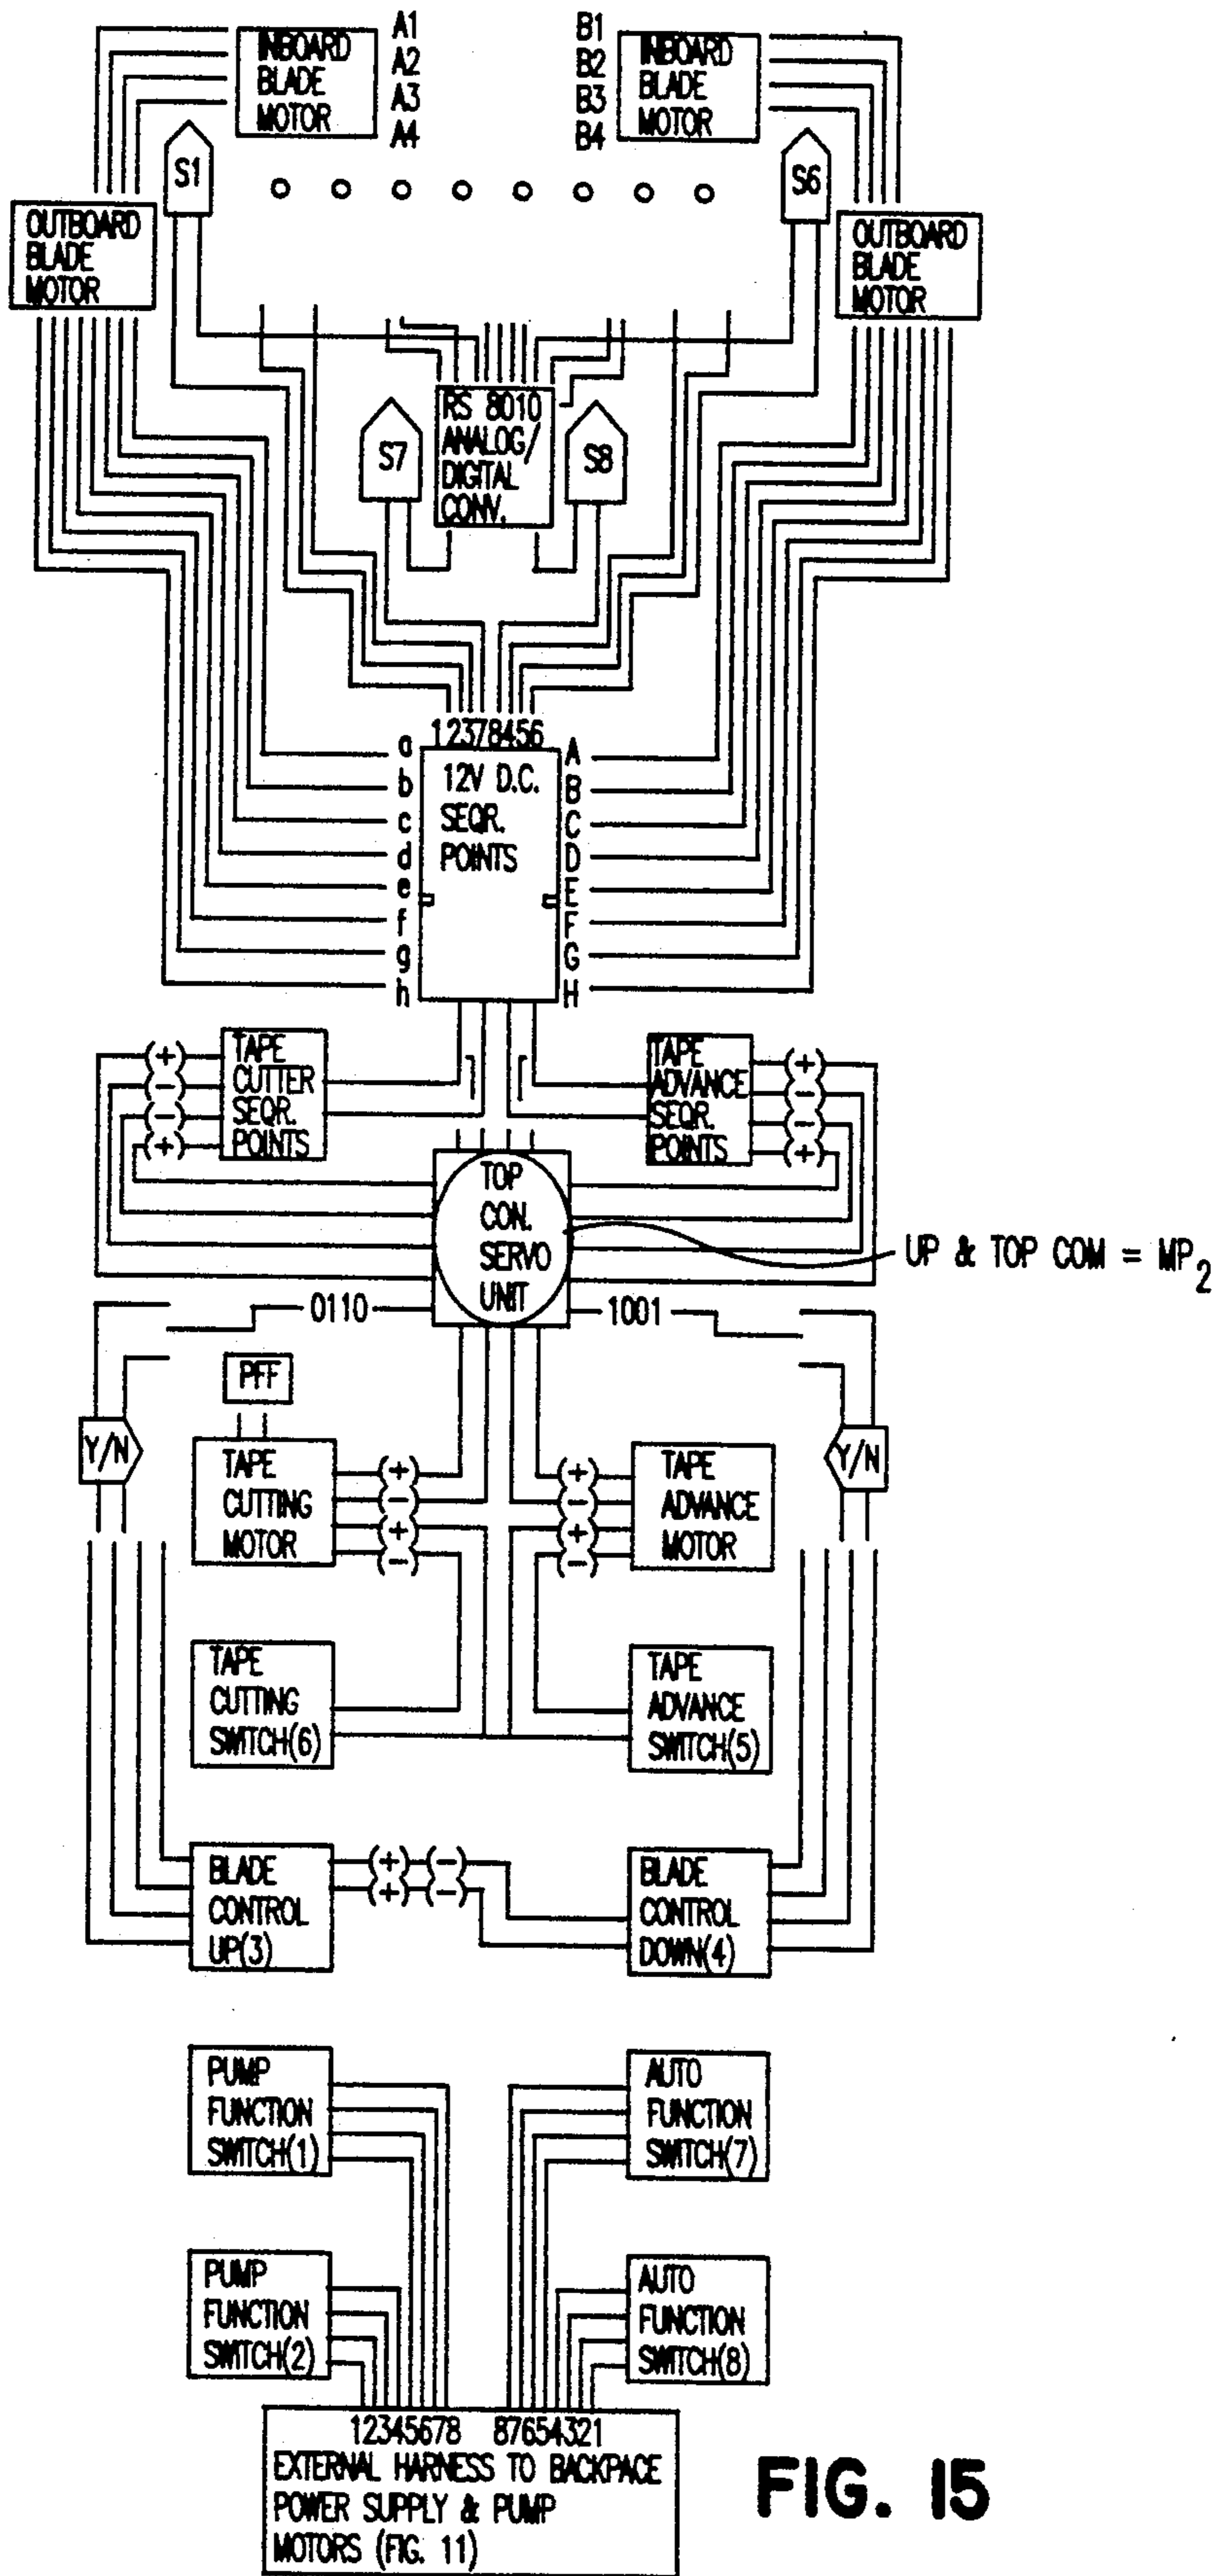 A1
A2
A3
A4
INBOARD
BLADE
MOTOR
B1
B2
B3
B4
INBOARD
BLADE
MOTOR
S1
S6
OUTBOARD
BLADE
MOTOR
OUTBOARD
BLADE
MOTOR
RS 8010
ANALOG/
DIGITAL
CONV.
S7
S8
12378456
12V D.C.
SEQR.
POINTS
a
b
c
d
e
f
g
h
A
B
C
D
E
F
G
H
(+)
(-)
(-)
(+)
TAPE
CUTTER
SEQR.
POINTS
TAPE
ADVANCE
SEQR.
POINTS
(+)
(-)
(-)
(+)
TOP
CON.
SERVO
UNIT
UP & TOP COM = MP2
0110
1001
PFF
Y/N
Y/N
TAPE
CUTTING
MOTOR
(+)
(-)
(+)
(-)
(+)
(-)
(+)
(-)
TAPE
ADVANCE
MOTOR
TAPE
CUTTING
SWITCH(6)
TAPE
ADVANCE
SWITCH(5)
BLADE
CONTROL
UP(3)
(+) (-)
(+) (-)
BLADE
CONTROL
DOWN(4)
PUMP
FUNCTION
SWITCH(1)
AUTO
FUNCTION
SWITCH(7)
PUMP
FUNCTION
SWITCH(2)
AUTO
FUNCTION
SWITCH(8)
12345678 87654321
EXTERNAL HARNESS TO BACKPACE
POWER SUPPLY & PUMP
MOTORS (FIG. 11)
FIG. 15